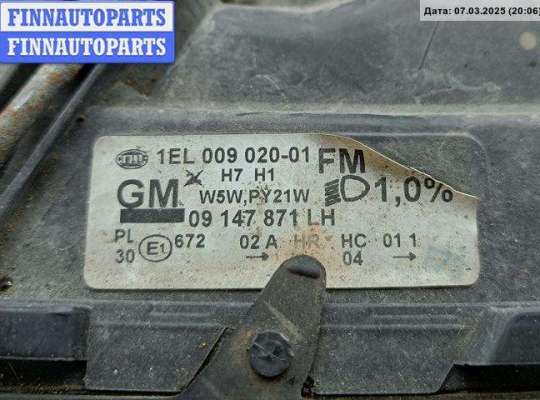 FINNAUTOPARTS
FINNAUTOPARTS
Дата: 07.03.2025 (20:06)
HELLA 1EL 009 020-01 FM
H7 H1
GM W5W,PY21W 1,0%
09 147 871 LH
PL E1 672 02 A HR HC 01 1
30 04